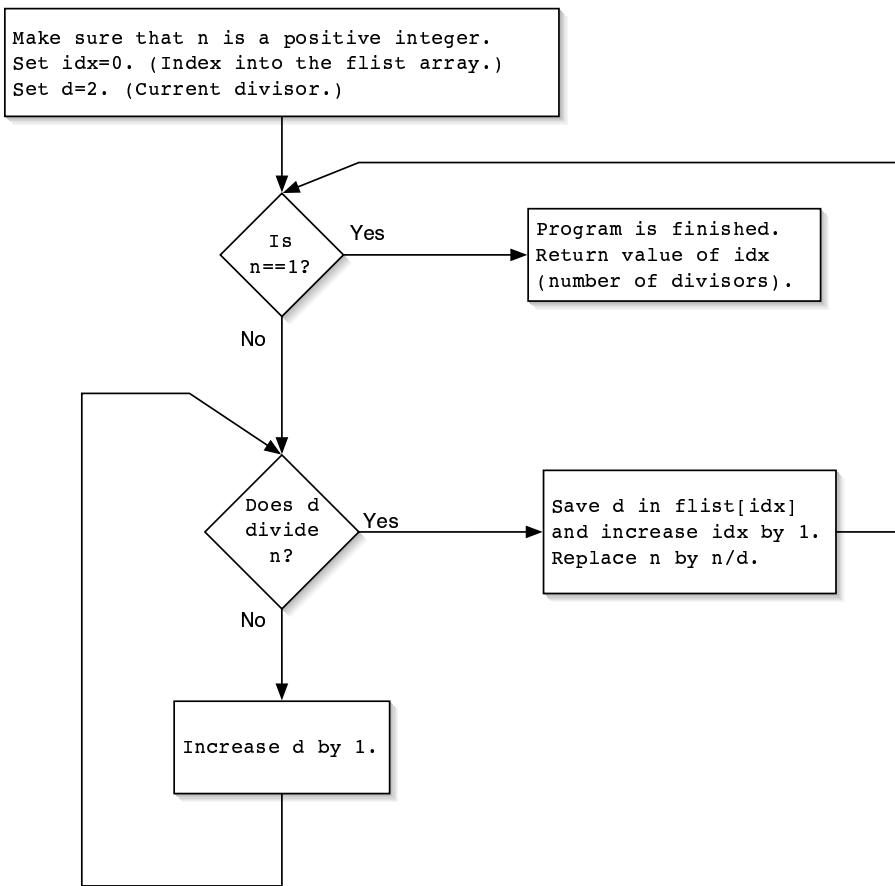 Make sure that n is a positive integer.
Set idx=0. (Index into the flist array.)
Set d=2. (Current divisor.)
Is
n==1?
Yes
Program is finished.
Return value of idx
(number of divisors).
No
Does d
divide
n?
Yes
Save d in flist[idx]
and increase idx by 1.
Replace n by n/d.
No
Increase d by 1.